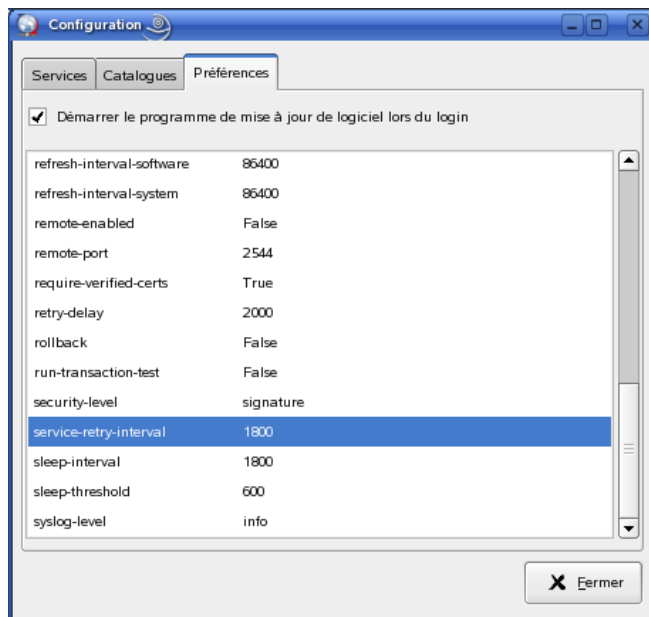 Configuration
Services Catalogues Préférences
Démarrer le programme de mise à jour de logiciel lors du login
refresh-interval-software 86400
refresh-interval-system 86400
remote-enabled False
remote-port 2544
require-verified-certs True
retry-delay 2000
rollback False
run-transaction-test False
security-level signature
service-retry-interval 1800
sleep-interval 1800
sleep-threshold 600
syslog-level info
Fermer